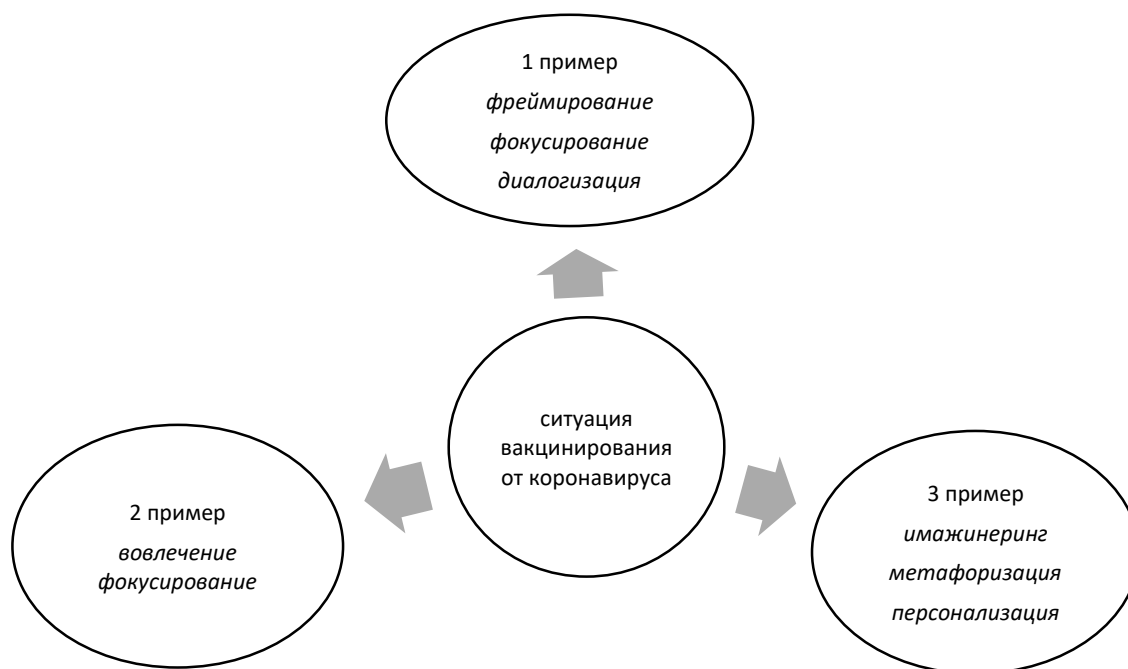 1 пример
фреймирование
фокусирование
диалогизация
ситуация
вакцинирования
от коронавируса
2 пример
вовлечение
фокусирование
3 пример
имажинеринг
метафоризация
персонализация